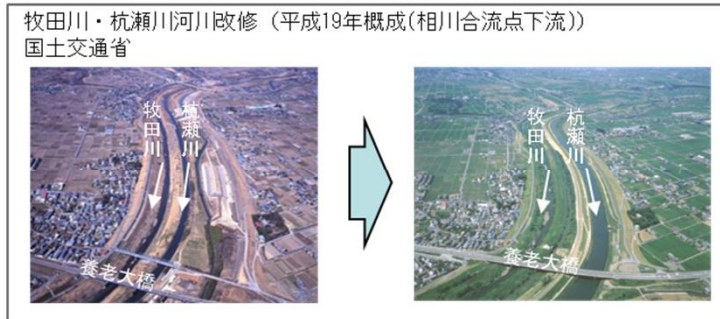 牧田川・杭瀬川河川改修（平成19年概成(相川合流点下流)）
国土交通省
牧田川
杭瀬川
養老大橋
牧田川
杭瀬川
養老大橋